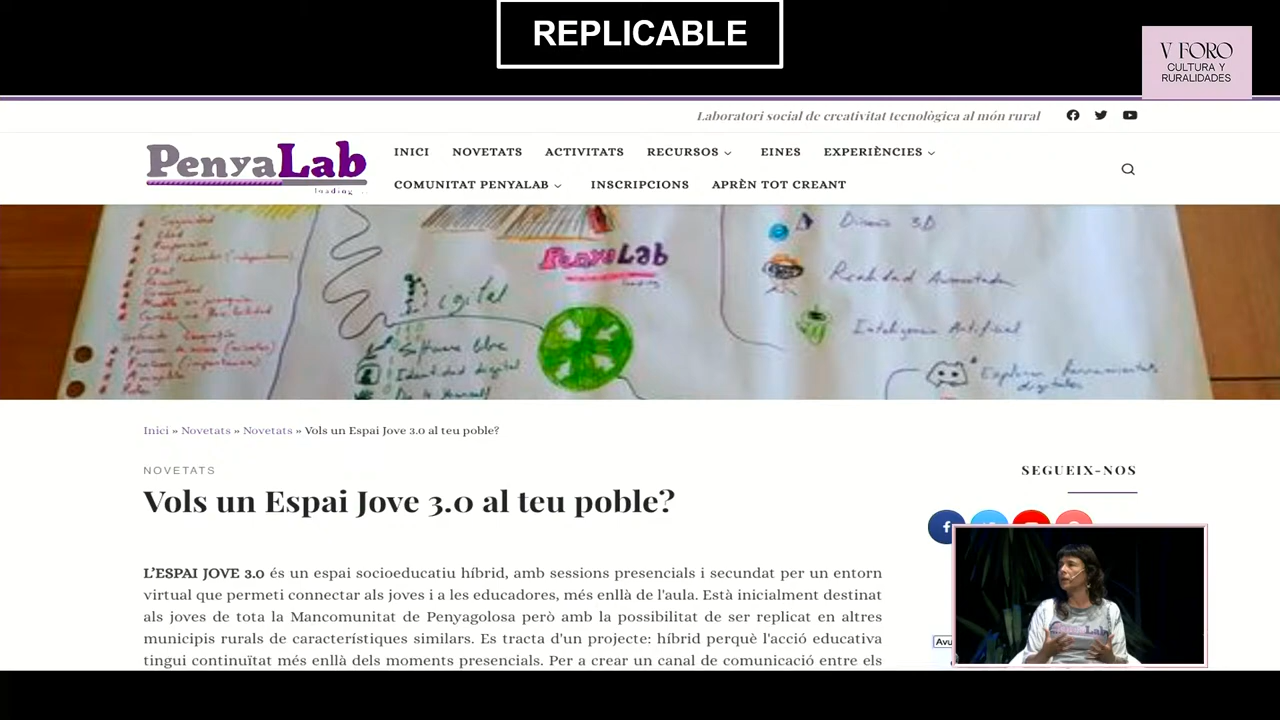 REPLICABLE
V FORO
CULTURA Y
RURALIDADES
Laboratori social de creativitat tecnològica al món rural
PenyaLab
loading...
INICI NOVETATS ACTIVITATS RECURSOS EINES EXPERIÈNCIES
COMUNITAT PENYALAB INSCRIPCIONS APRÈN TOT CREANT
Seguridad
PenyaLab
Diseño 3D
Realidad Aumentada
Inteligencia Artificial
igital
Software libre
Identidad digital
Explorar herramientas
digitales
Inici » Novetats » Novetats » Vols un Espai Jove 3.0 al teu poble?
NOVETATS
SEGUEIX-NOS
Vols un Espai Jove 3.0 al teu poble?
L'ESPAI JOVE 3.0 és un espai socioeducatiu híbrid, amb sessions presencials i secundat per un entorn
virtual que permeti connectar als joves i a les educadores, més enllà de l'aula. Està inicialment destinat
als joves de tota la Mancomunitat de Penyagolosa però amb la possibilitat de ser replicat en altres
municipis rurals de característiques similars. Es tracta d'un projecte: híbrid perquè l'acció educativa
tingui continuïtat més enllà dels moments presencials. Per a crear un canal de comunicació entre els